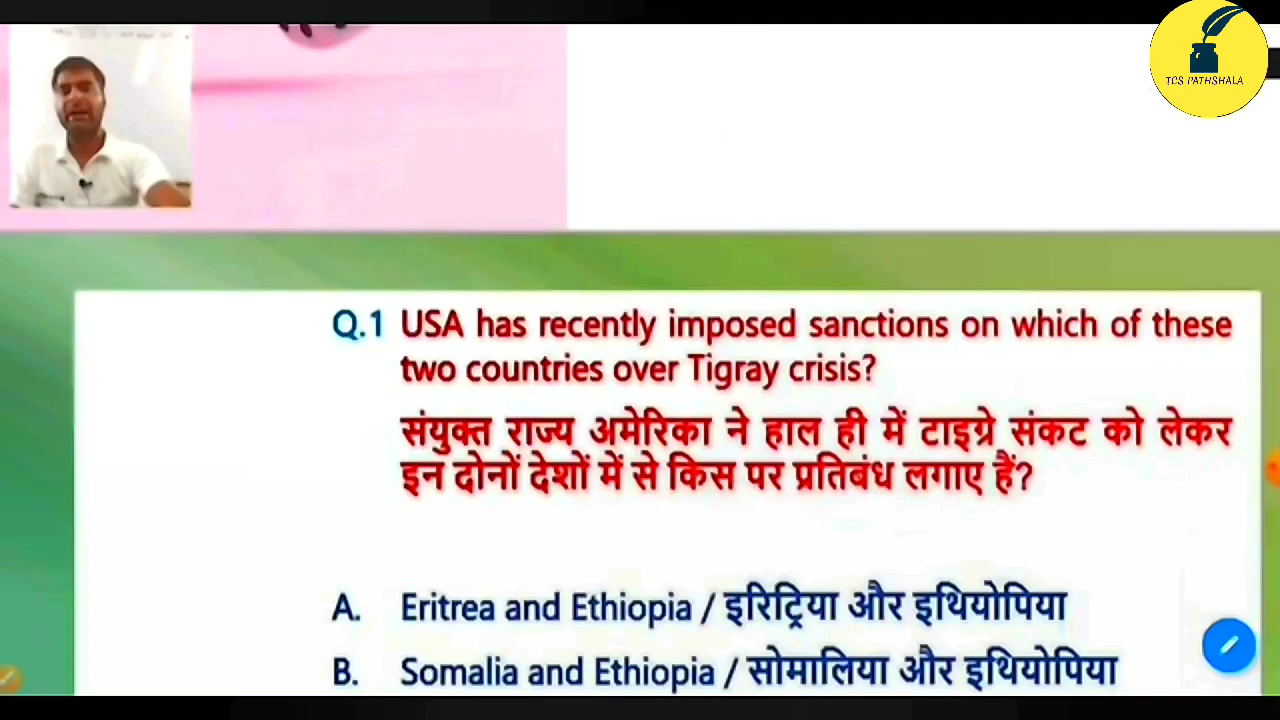 TCS PATHSHALA
Q.1 USA has recently imposed sanctions on which of these
two countries over Tigray crisis?
संयुक्त राज्य अमेरिका ने हाल ही में टाइग्रे संकट को लेकर
इन दोनों देशों में से किस पर प्रतिबंध लगाए हैं?
A. Eritrea and Ethiopia / इरिट्रिया और इथियोपिया
B. Somalia and Ethiopia / सोमालिया और इथियोपिया